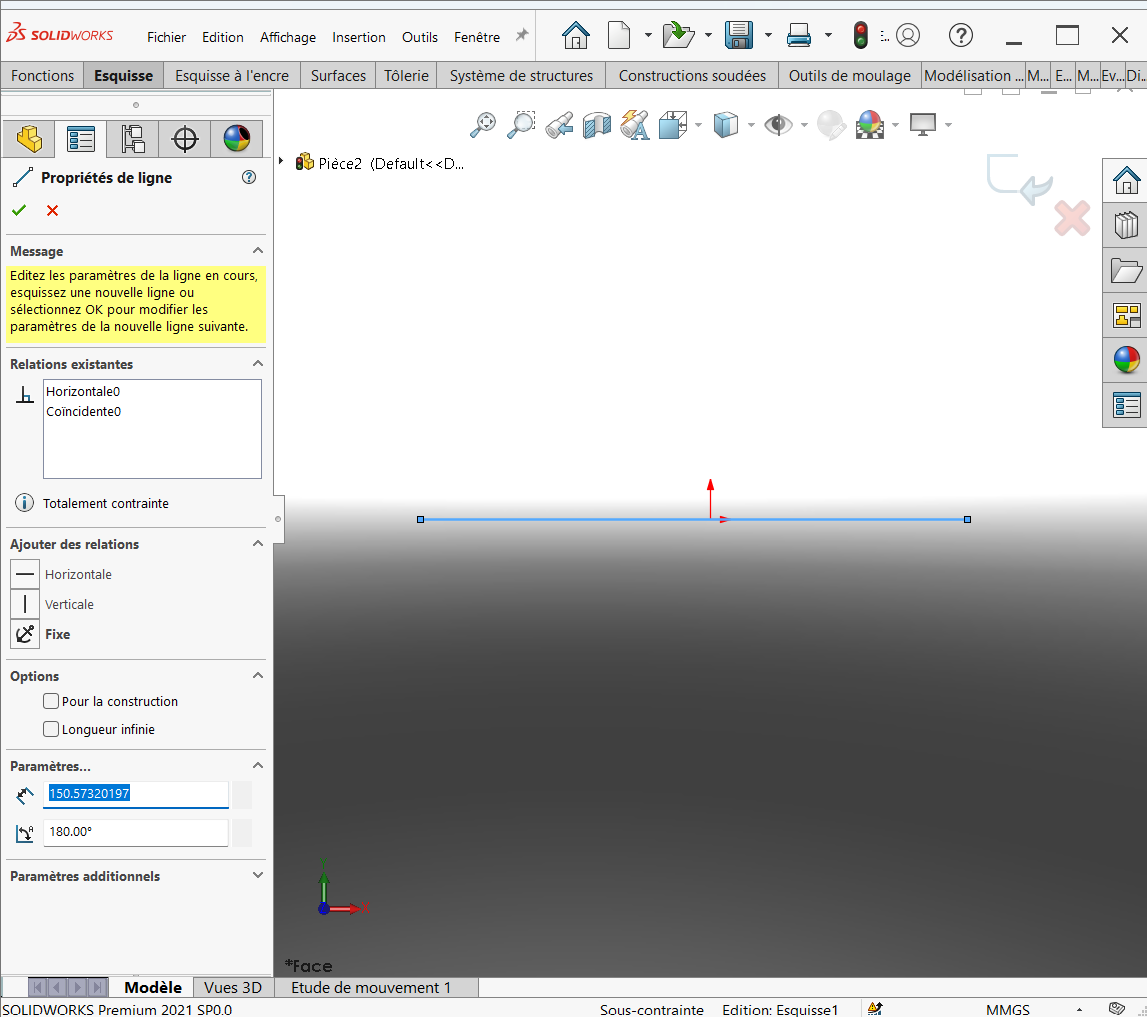 SOLIDWORKS Fichier Edition Affichage Insertion Outils Fenêtre
Fonctions Esquisse Esquisse à l'encre Surfaces Tôlerie Système de structures Constructions soudées Outils de moulage Modélisation ... M... E... M... Ev... Di...
Pièce2 (Default<<D...
Propriétés de ligne
Message
Editez les paramètres de la ligne en cours,
esquissez une nouvelle ligne ou
sélectionnez OK pour modifier les
paramètres de la nouvelle ligne suivante.
Relations existantes
Horizontale0
Coïncidente0
Totalement contrainte
Ajouter des relations
Horizontale
Verticale
Fixe
Options
Pour la construction
Longueur infinie
Paramètres...
150.57320197
180.00°
Paramètres additionnels
Y
X
*Face
Modèle Vues 3D Etude de mouvement 1
SOLIDWORKS Premium 2021 SP0.0 Sous-contrainte Edition: Esquisse1 MMGS